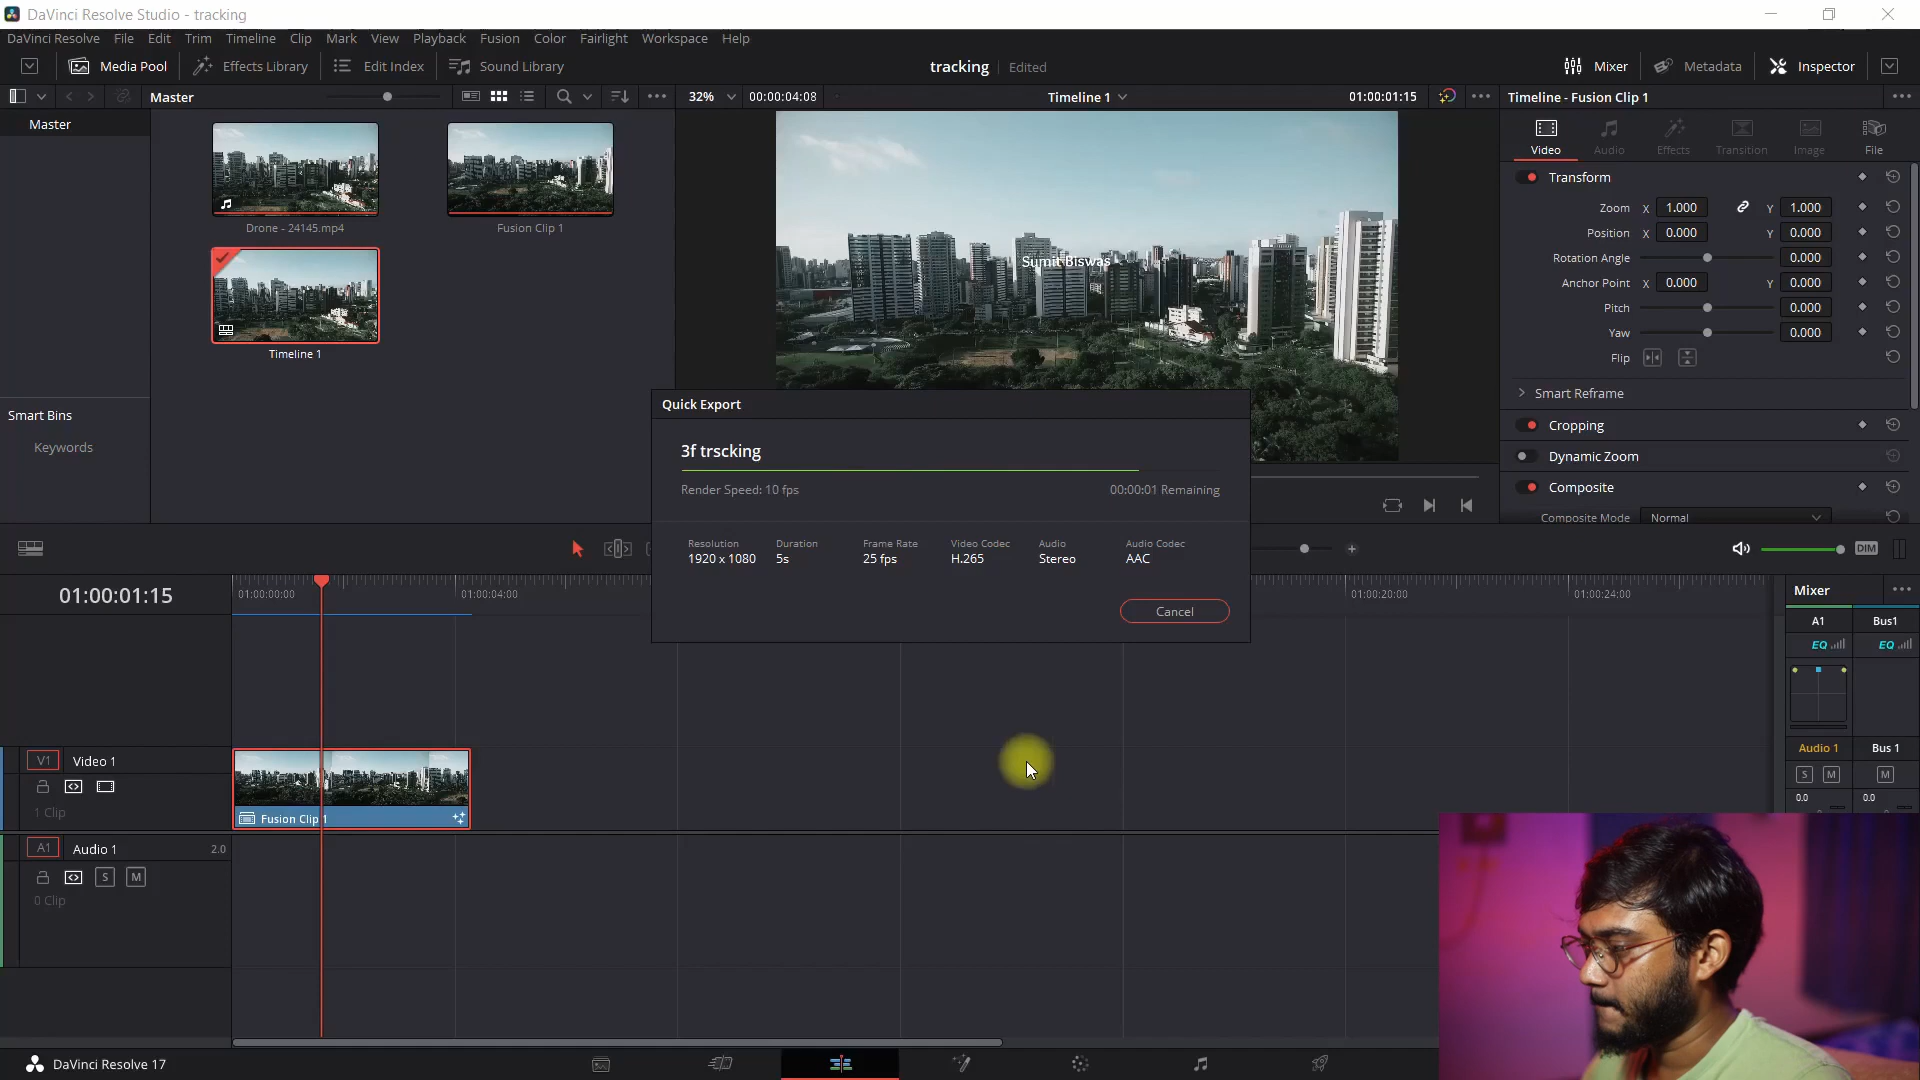 DaVinci Resolve Studio - tracking
DaVinci Resolve File Edit Trim Timeline Clip Mark View Playback Fusion Color Fairlight Workspace Help
Media Pool Effects Library Edit Index Sound Library tracking Edited Mixer Metadata Inspector
Master 32% 00:00:04:08 Timeline 1 01:00:01:15 Timeline - Fusion Clip 1
Master
Drone - 24145.mp4
Fusion Clip 1
Timeline 1
Smart Bins
Keywords
Sumit Biswas
Video Audio Effects Transition Image File
Transform
Zoom X 1.000 Y 1.000
Position X 0.000 Y 0.000
Rotation Angle 0.000
Anchor Point X 0.000 Y 0.000
Pitch 0.000
Yaw 0.000
Flip
Smart Reframe
Cropping
Dynamic Zoom
Composite
Composite Mode Normal
Quick Export
3f trscking
Render Speed: 10 fps 00:00:01 Remaining
Resolution Duration Frame Rate Video Codec Audio Audio Codec
1920 x 1080 5s 25 fps H.265 Stereo AAC
Cancel
DIM
01:00:01:15
01:00:00:00 01:00:04:00 01:00:20:00 01:00:24:00
V1 Video 1
1 Clip
Fusion Clip 1
A1 Audio 1 2.0
S M
0 Clip
Mixer
A1 Bus1
EQ EQ
Audio 1 Bus 1
S M M
0.0 0.0
DaVinci Resolve 17